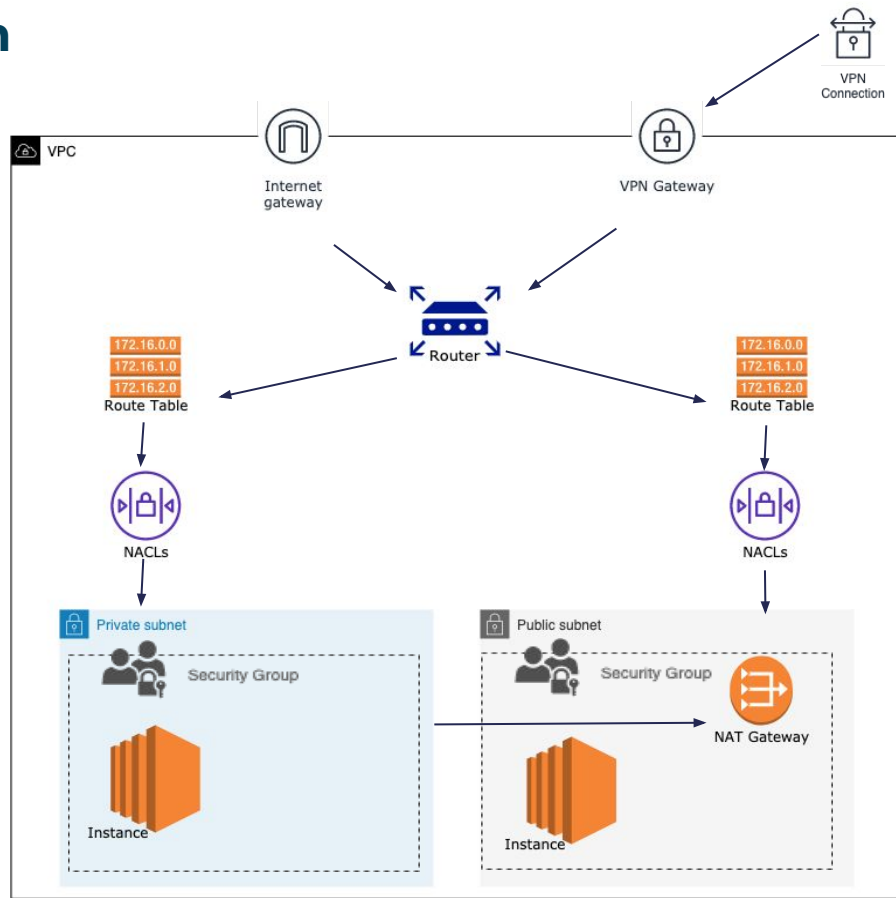 VPN
Connection
VPC
Internet
gateway
VPN Gateway
Router
172.16.0.0
172.16.1.0
172.16.2.0
Route Table
172.16.0.0
172.16.1.0
172.16.2.0
Route Table
NACLs
NACLs
Private subnet
Security Group
Instance
Public subnet
Security Group
NAT Gateway
Instance